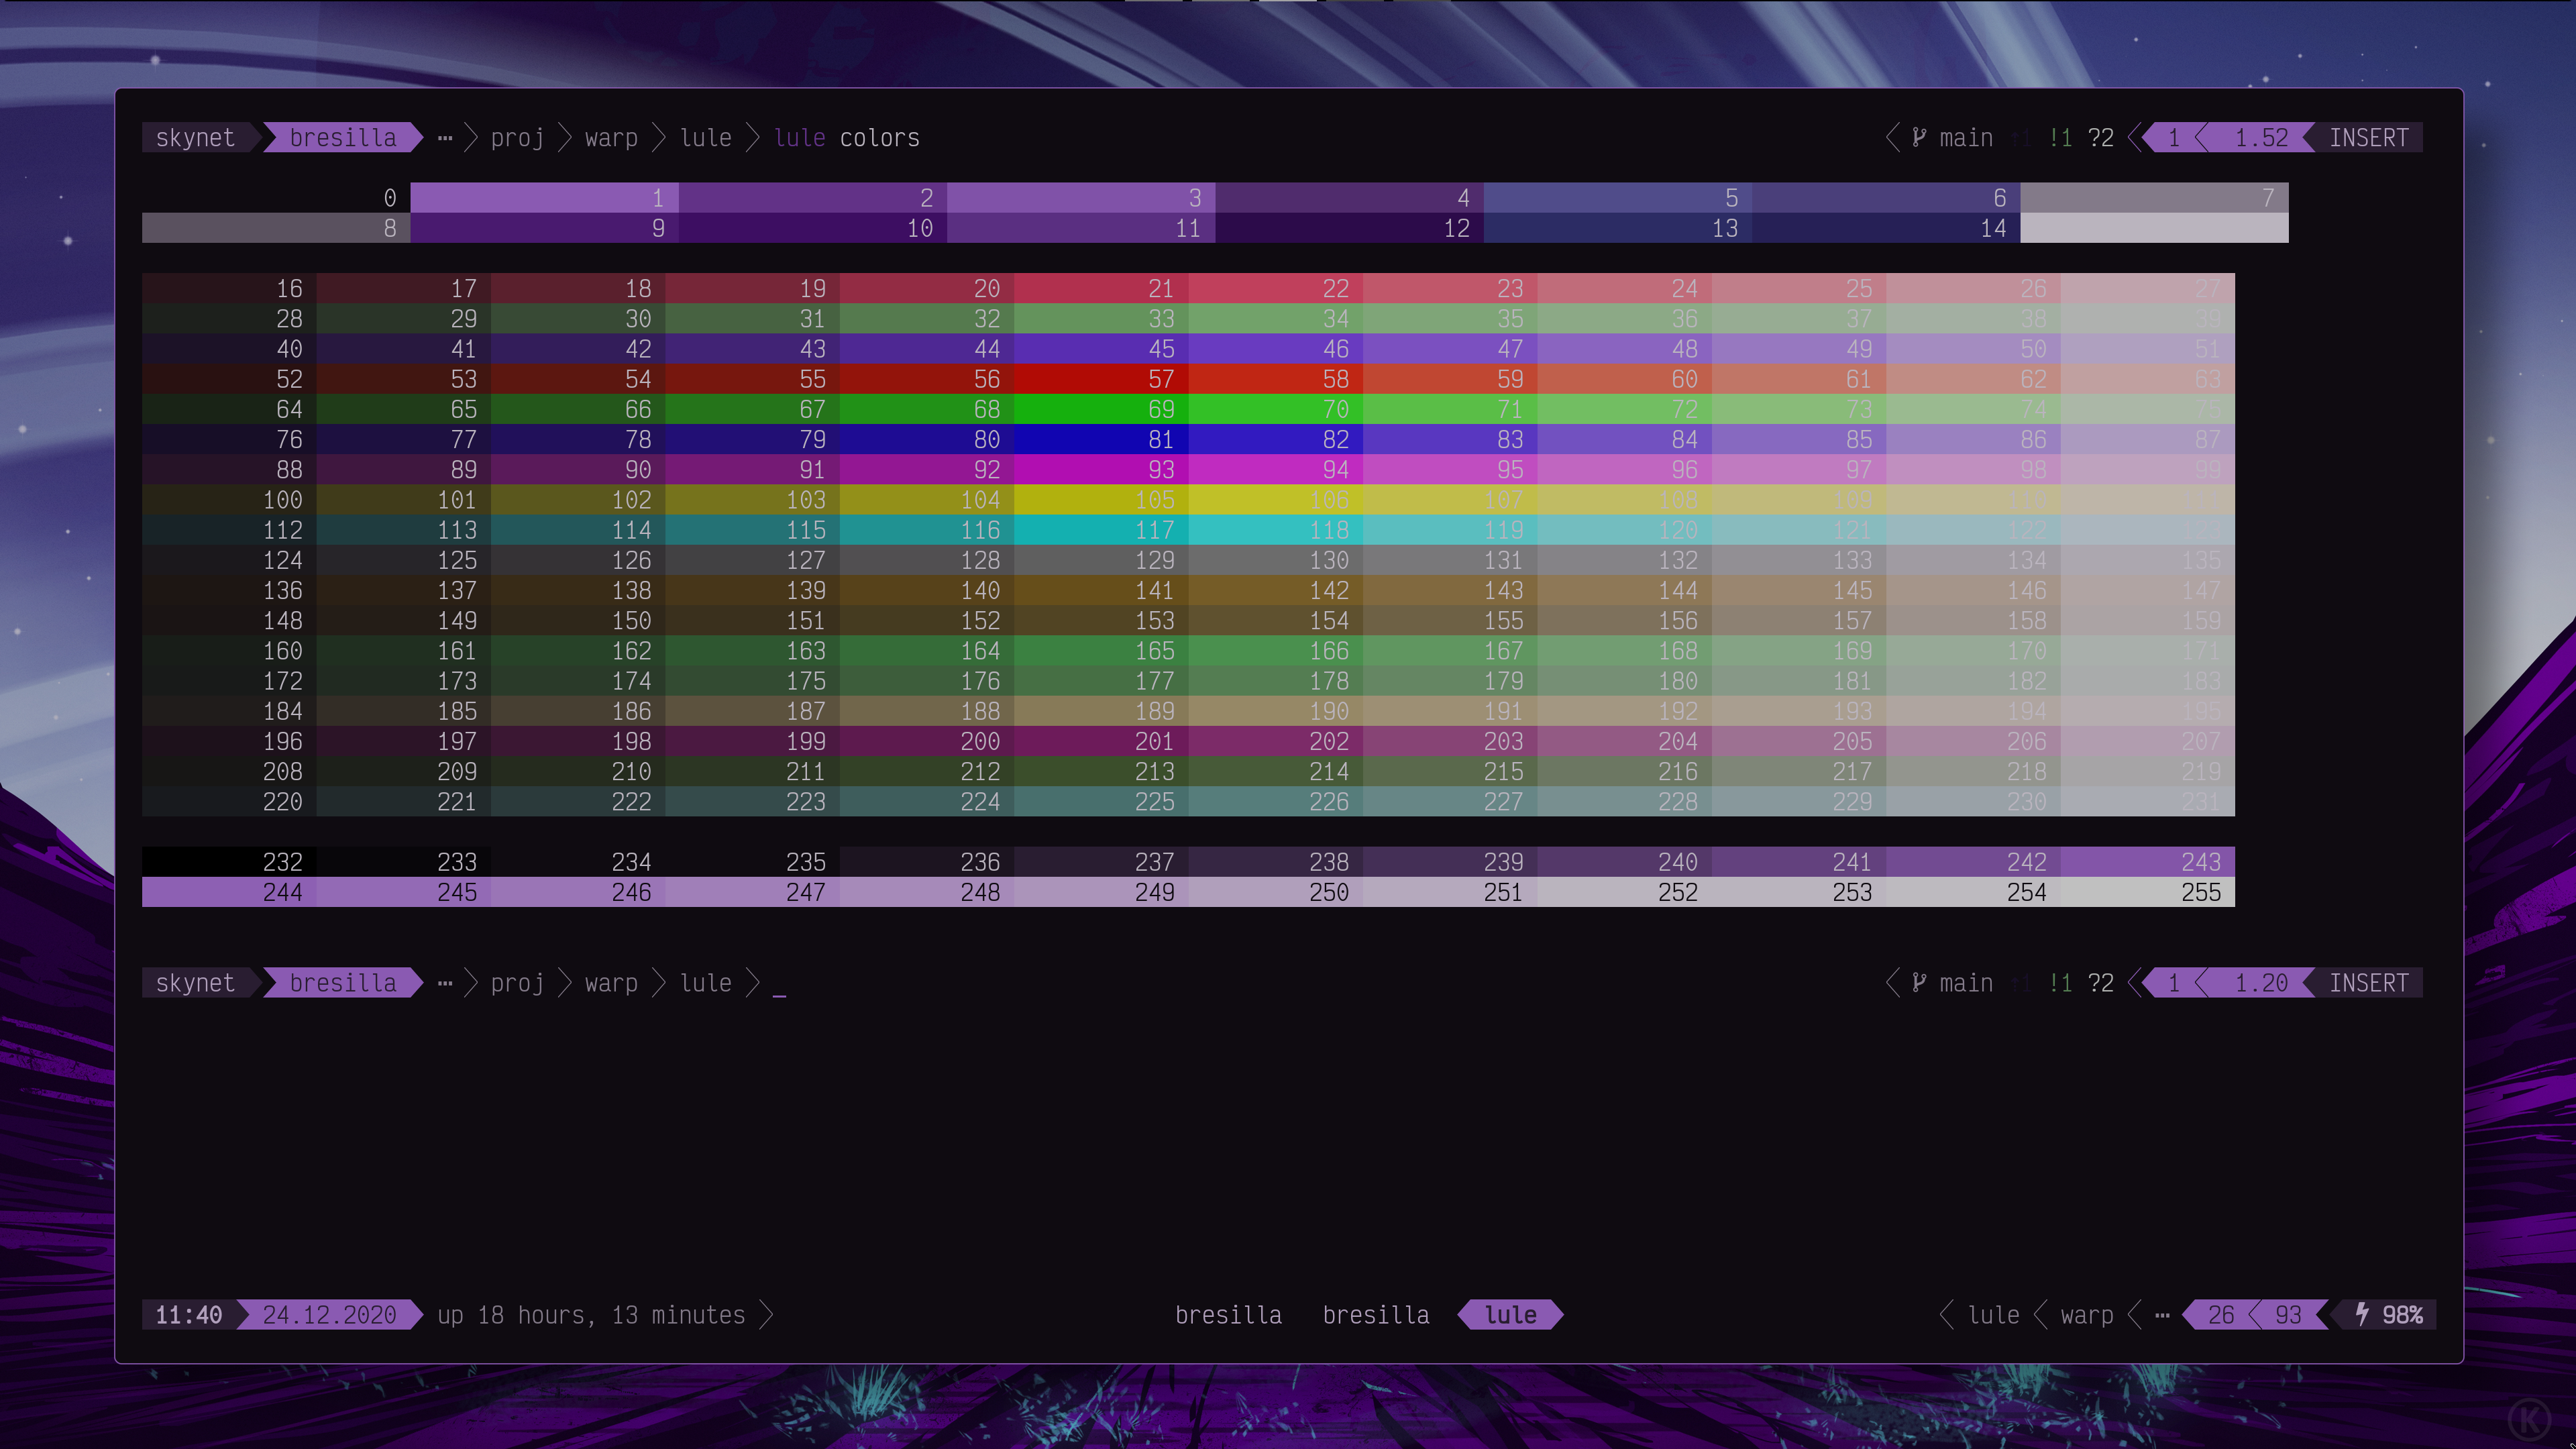 skynet bresilla … proj warp lule lule colors main !1 ?2 1 1.52 INSERT
0 1 2 3 4 5 6 7
8 9 10 11 12 13 14
16 17 18 19 20 21 22 23 24 25 26 27
28 29 30 31 32 33 34 35 36 37 38 39
40 41 42 43 44 45 46 47 48 49 50 51
52 53 54 55 56 57 58 59 60 61 62 63
64 65 66 67 68 69 70 71 72 73 74 75
76 77 78 79 80 81 82 83 84 85 86 87
88 89 90 91 92 93 94 95 96 97 98 99
100 101 102 103 104 105 106 107 108 109 110
112 113 114 115 116 117 118 119 120 121 122
124 125 126 127 128 129 130 131 132 133 134 135
136 137 138 139 140 141 142 143 144 145 146 147
148 149 150 151 152 153 154 155 156 157 158 159
160 161 162 163 164 165 166 167 168 169 170 171
172 173 174 175 176 177 178 179 180 181 182 183
184 185 186 187 188 189 190 191 192 193 194 195
196 197 198 199 200 201 202 203 204 205 206 207
208 209 210 211 212 213 214 215 216 217 218 219
220 221 222 223 224 225 226 227 228 229 230 231
232 233 234 235 236 237 238 239 240 241 242 243
244 245 246 247 248 249 250 251 252 253 254 255
skynet bresilla … proj warp lule _ main !1 ?2 1 1.20 INSERT
11:40 24.12.2020 up 18 hours, 13 minutes bresilla bresilla lule lule warp … 26 93 98%
K